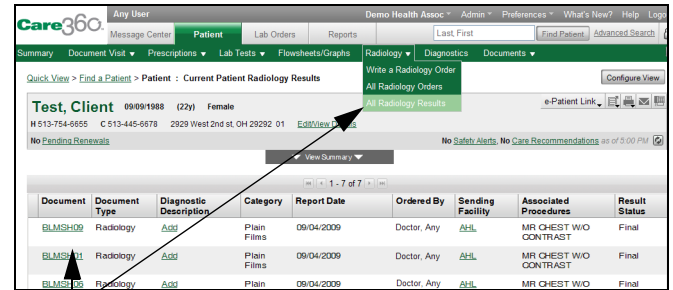 Any User Demo Health Assoc Admin Preferences What's New? Help Logo
Care360. Message Center Patient Lab Orders Reports Last, First Find Patient Advanced Search
Summary Document Visit Prescriptions Lab Tests Flowsheets/Graphs Radiology Diagnostics Documents
Write a Radiology Order
All Radiology Orders
All Radiology Results
Quick View > Find a Patient > Patient : Current Patient Radiology Results Configure View
Test, Client 09/09/1988 (22y) Female e-Patient Link
H 513-754-6655 C 513-445-6678 2929 West 2nd st, OH 29292 01 Edit/View
No Pending Renewals No Safety Alerts, No Care Recommendations as of 5:00 PM
View Summary
1 - 7 of 7
Document Document Type Diagnostic Description Category Report Date Ordered By Sending Facility Associated Procedures Result Status
BLMSH09 Radiology Add Plain Films 09/04/2009 Doctor, Any AHL MR CHEST W/O CONTRAST Final
BLMSH01 Radiology Add Plain Films 09/04/2009 Doctor, Any AHL MR CHEST W/O CONTRAST Final
BLMSH06 Radiology Add Plain 09/04/2009 Doctor, Any AHL MR CHEST W/O Final